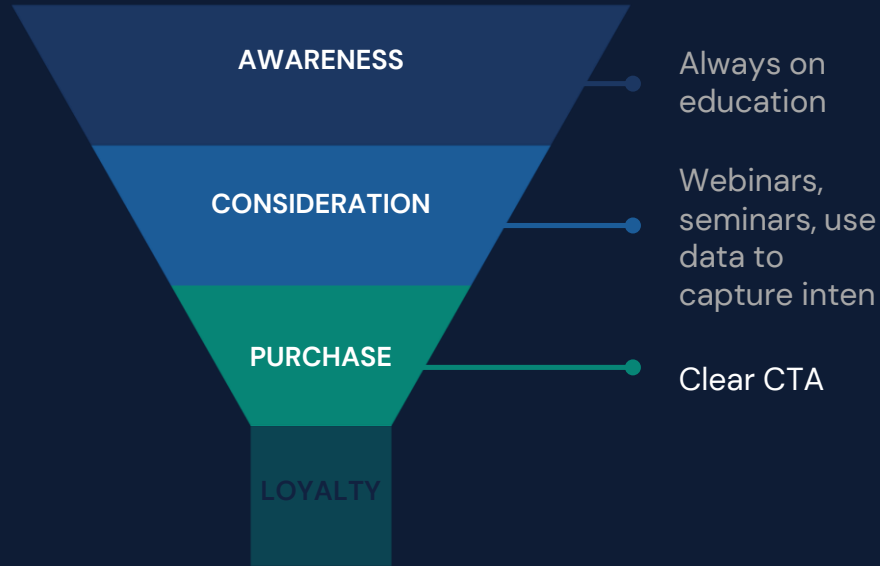 AWARENESS
Always on
education
CONSIDERATION
Webinars,
seminars, use
data to
capture inten
PURCHASE
Clear CTA
LOYALTY